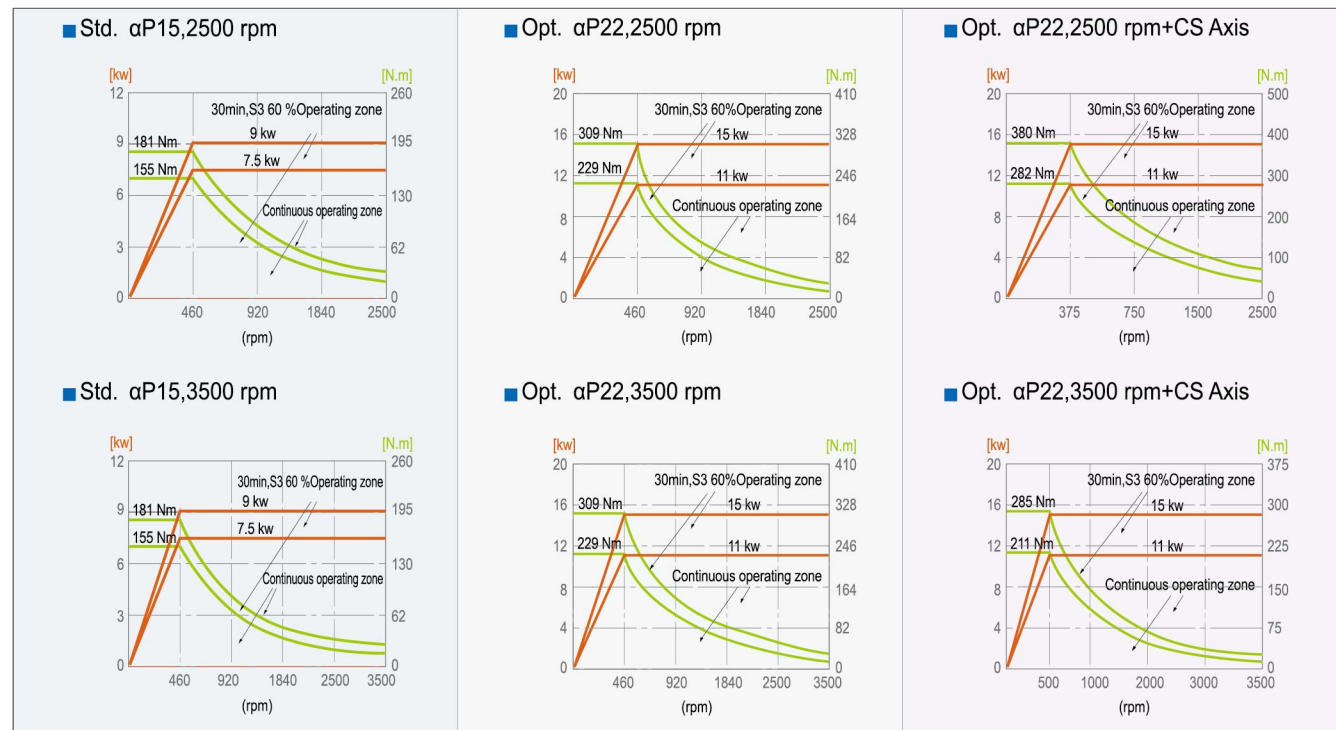 Std. αP15,2500 rpm
[kw] [N.m]
12 260
30min,S3 60 %Operating zone
9 181 Nm 9 kw 195
155 Nm 7.5 kw
6 130
Continuous operating zone
3 62
0 0
460 920 1840 2500
(rpm)
Opt. αP22,2500 rpm
[kw] [N.m]
20 410
30min,S3 60%Operating zone
16 309 Nm 15 kw 328
12 229 Nm 11 kw 246
Continuous operating zone
8 164
4 82
0 0
460 920 1840 2500
(rpm)
Opt. αP22,2500 rpm+CS Axis
[kw] [N.m]
20 500
30min,S3 60%Operating zone
16 380 Nm 15 kw 400
12 282 Nm 11 kw 300
Continuous operating zone
8 200
4 100
0 0
375 750 1500 2500
(rpm)
Std. αP15,3500 rpm
[kw] [N.m]
12 260
30min,S3 60 %Operating zone
9 181 Nm 9 kw 195
155 Nm 7.5 kw
6 130
Continuous operating zone
3 62
0 0
460 920 1840 2500 3500
(rpm)
Opt. αP22,3500 rpm
[kw] [N.m]
20 410
30min,S3 60%Operating zone
16 309 Nm 15 kw 328
12 229 Nm 11 kw 246
Continuous operating zone
8 164
4 82
0 0
460 920 1840 2500 3500
(rpm)
Opt. αP22,3500 rpm+CS Axis
[kw] [N.m]
20 375
30min,S3 60%Operating zone
16 285 Nm 15 kw 300
12 211 Nm 11 kw 225
Continuous operating zone
8 150
4 75
0 0
500 1000 2000 3000 3500
(rpm)